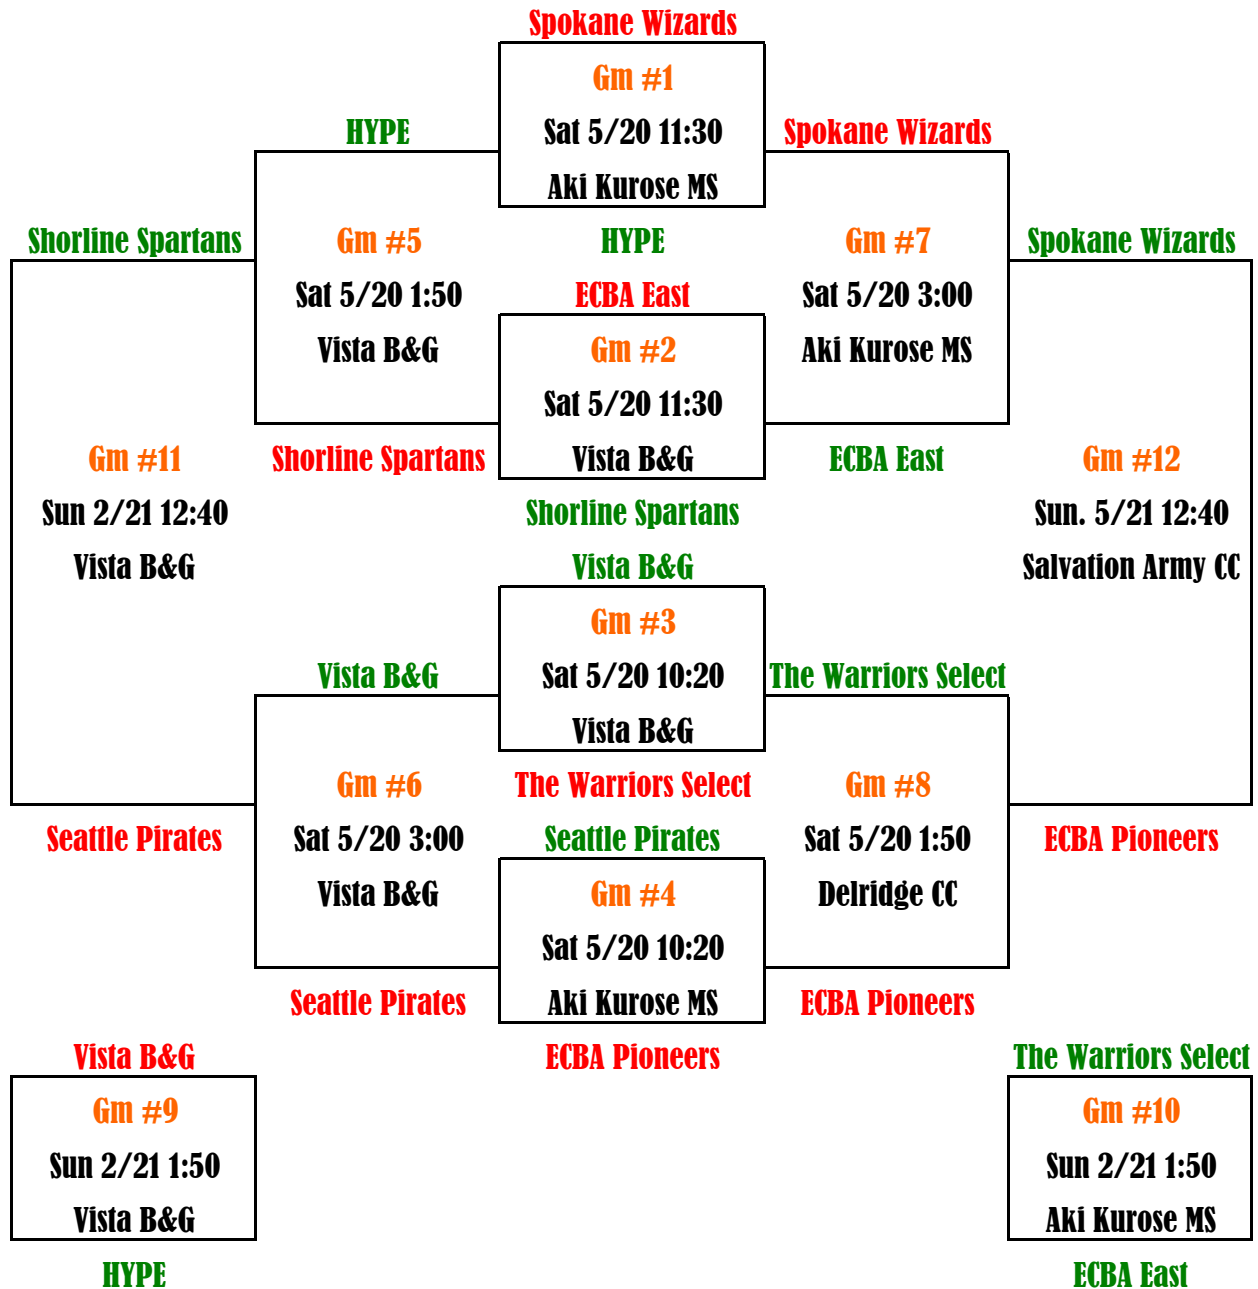 Spokane Wizards
Gm #1
HYPE
Sat 5/20 11:30
Spokane Wizards
Aki Kurose MS
Shorline Spartans
Gm #5
HYPE
Gm #7
Spokane Wizards
Sat 5/20 1:50
ECBA East
Sat 5/20 3:00
Vista B&G
Gm #2
Aki Kurose MS
Sat 5/20 11:30
Gm #11
Shorline Spartans
Vista B&G
ECBA East
Gm #12
Sun 2/21 12:40
Shorline Spartans
Sun. 5/21 12:40
Vista B&G
Vista B&G
Salvation Army CC
Gm #3
Vista B&G
Sat 5/20 10:20
The Warriors Select
Vista B&G
Gm #6
The Warriors Select
Gm #8
Seattle Pirates
Sat 5/20 3:00
Seattle Pirates
Sat 5/20 1:50
ECBA Pioneers
Vista B&G
Gm #4
Delridge CC
Sat 5/20 10:20
Seattle Pirates
Aki Kurose MS
ECBA Pioneers
Vista B&G
ECBA Pioneers
The Warriors Select
Gm #9
Gm #10
Sun 2/21 1:50
Sun 2/21 1:50
Vista B&G
Aki Kurose MS
HYPE
ECBA East